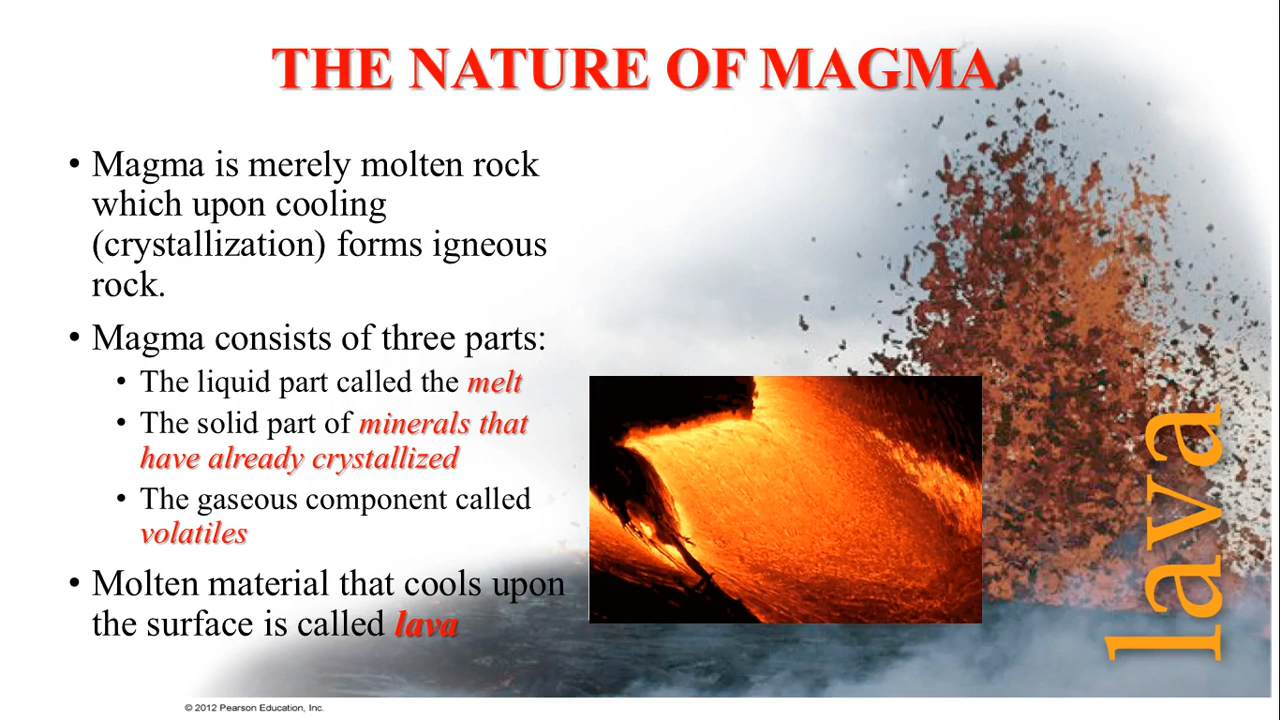 THE NATURE OF MAGMA
• Magma is merely molten rock
which upon cooling
(crystallization) forms igneous
rock.
• Magma consists of three parts:
• The liquid part called the melt
• The solid part of minerals that
have already crystallized
• The gaseous component called
volatiles
• Molten material that cools upon
the surface is called lava
lava
© 2012 Pearson Education, Inc.